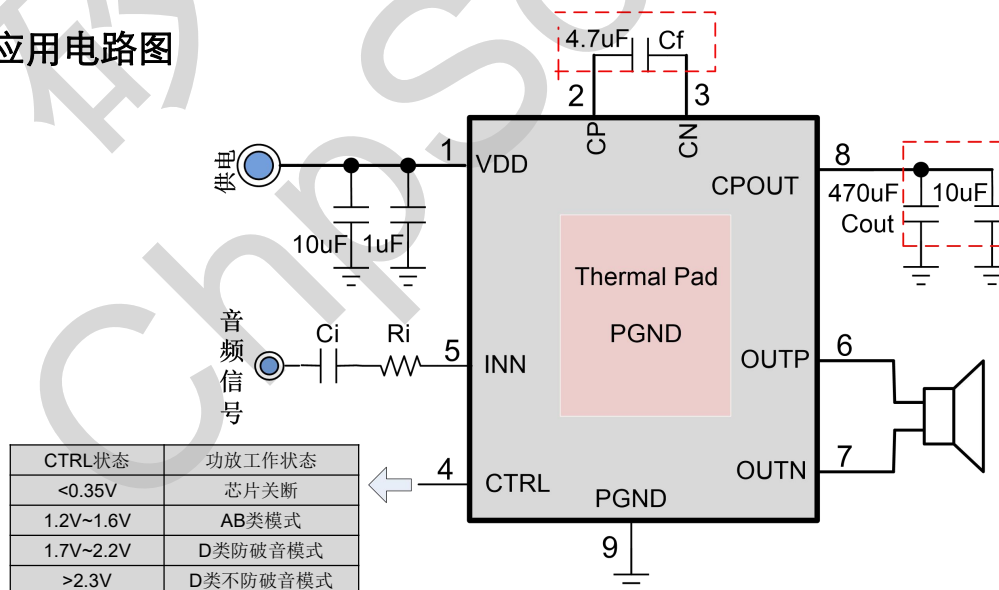 应用电路图
4.7uF Cf
2 3
CP CN
供电
1 VDD
10uF 1uF
8
CPOUT
470uF 10uF
Cout
Thermal Pad
PGND
音频信号
Ci Ri
5 INN
OUTP 6
OUTN 7
4 CTRL
PGND
9
CTRL状态 功放工作状态
<0.35V 芯片关断
1.2V~1.6V AB类模式
1.7V~2.2V D类防破音模式
>2.3V D类不防破音模式